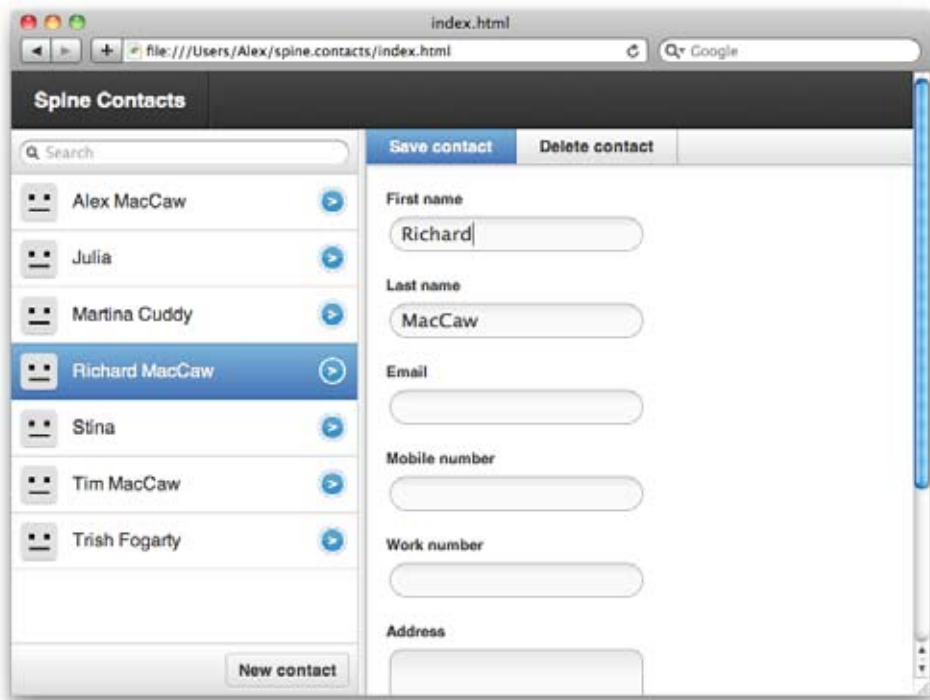 index.html
file:///Users/Alex/spine.contacts/index.html
Google
Spine Contacts
Search
Alex MacCaw
Julia
Martina Cuddy
Richard MacCaw
Stina
Tim MacCaw
Trish Fogarty
New contact
Save contact
Delete contact
First name
Richard
Last name
MacCaw
Email
Mobile number
Work number
Address